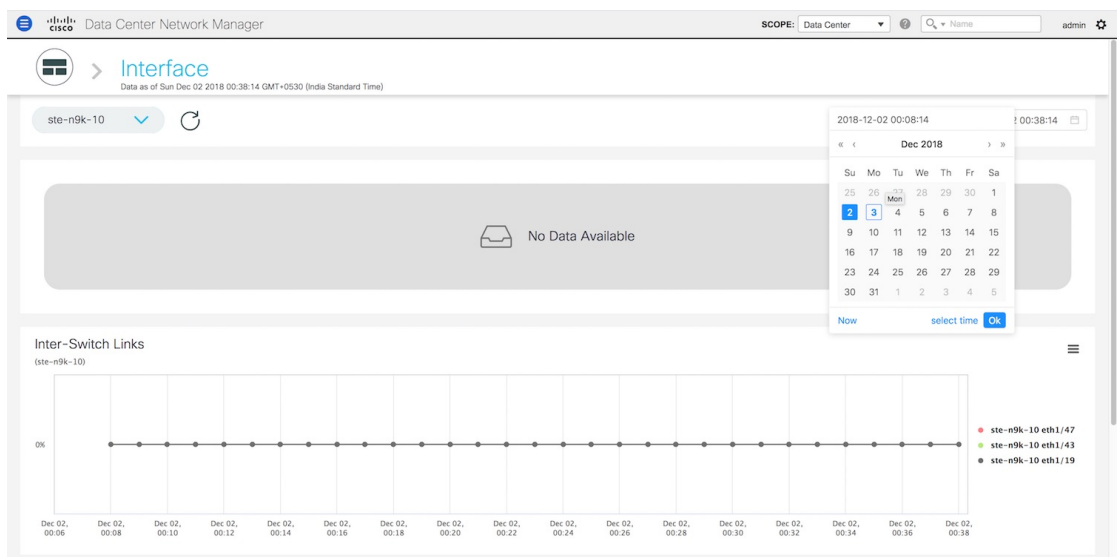 cisco Data Center Network Manager SCOPE: Data Center Name admin
Interface
Data as of Sun Dec 02 2018 00:38:14 GMT+0530 (India Standard Time)
ste-n9k-10
2018-12-02 00:08:14
00:38:14
« ‹ Dec 2018 › »
Su Mo Tu We Th Fr Sa
25 26 27 28 29 30 1
Mon
2 3 4 5 6 7 8
9 10 11 12 13 14 15
16 17 18 19 20 21 22
23 24 25 26 27 28 29
30 31 1 2 3 4 5
Now select time Ok
No Data Available
Inter-Switch Links
(ste-n9k-10)
0%
ste-n9k-10 eth1/47
ste-n9k-10 eth1/43
ste-n9k-10 eth1/19
Dec 02, Dec 02, Dec 02, Dec 02, Dec 02, Dec 02, Dec 02, Dec 02, Dec 02, Dec 02, Dec 02, Dec 02, Dec 02, Dec 02, Dec 02, Dec 02, Dec 02,
00:06 00:08 00:10 00:12 00:14 00:16 00:18 00:20 00:22 00:24 00:26 00:28 00:30 00:32 00:34 00:36 00:38